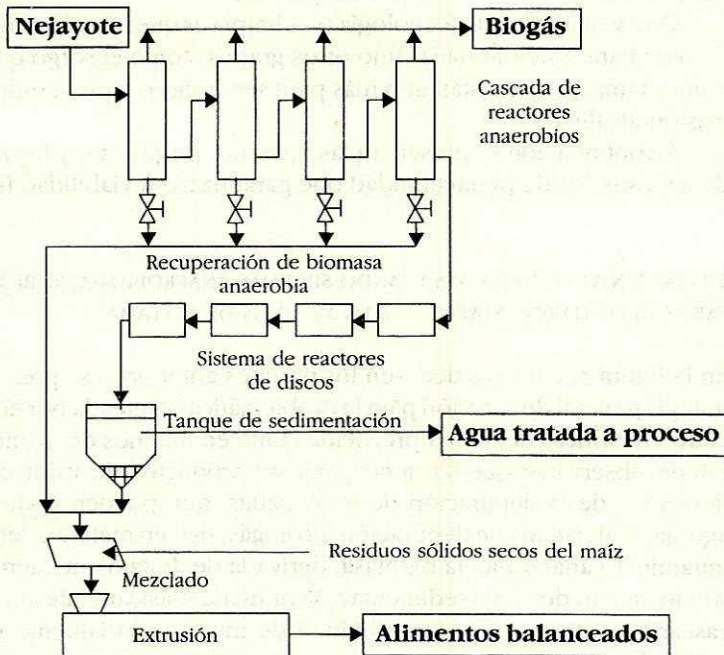 Nejayote
Biogás
Cascada de
reactores
anaerobios
Recuperación de biomasa
anaerobia
Sistema de reactores
de discos
Tanque de sedimentación
Agua tratada a proceso
Residuos sólidos secos del maíz
Mezclado
Extrusión
Alimentos balanceados